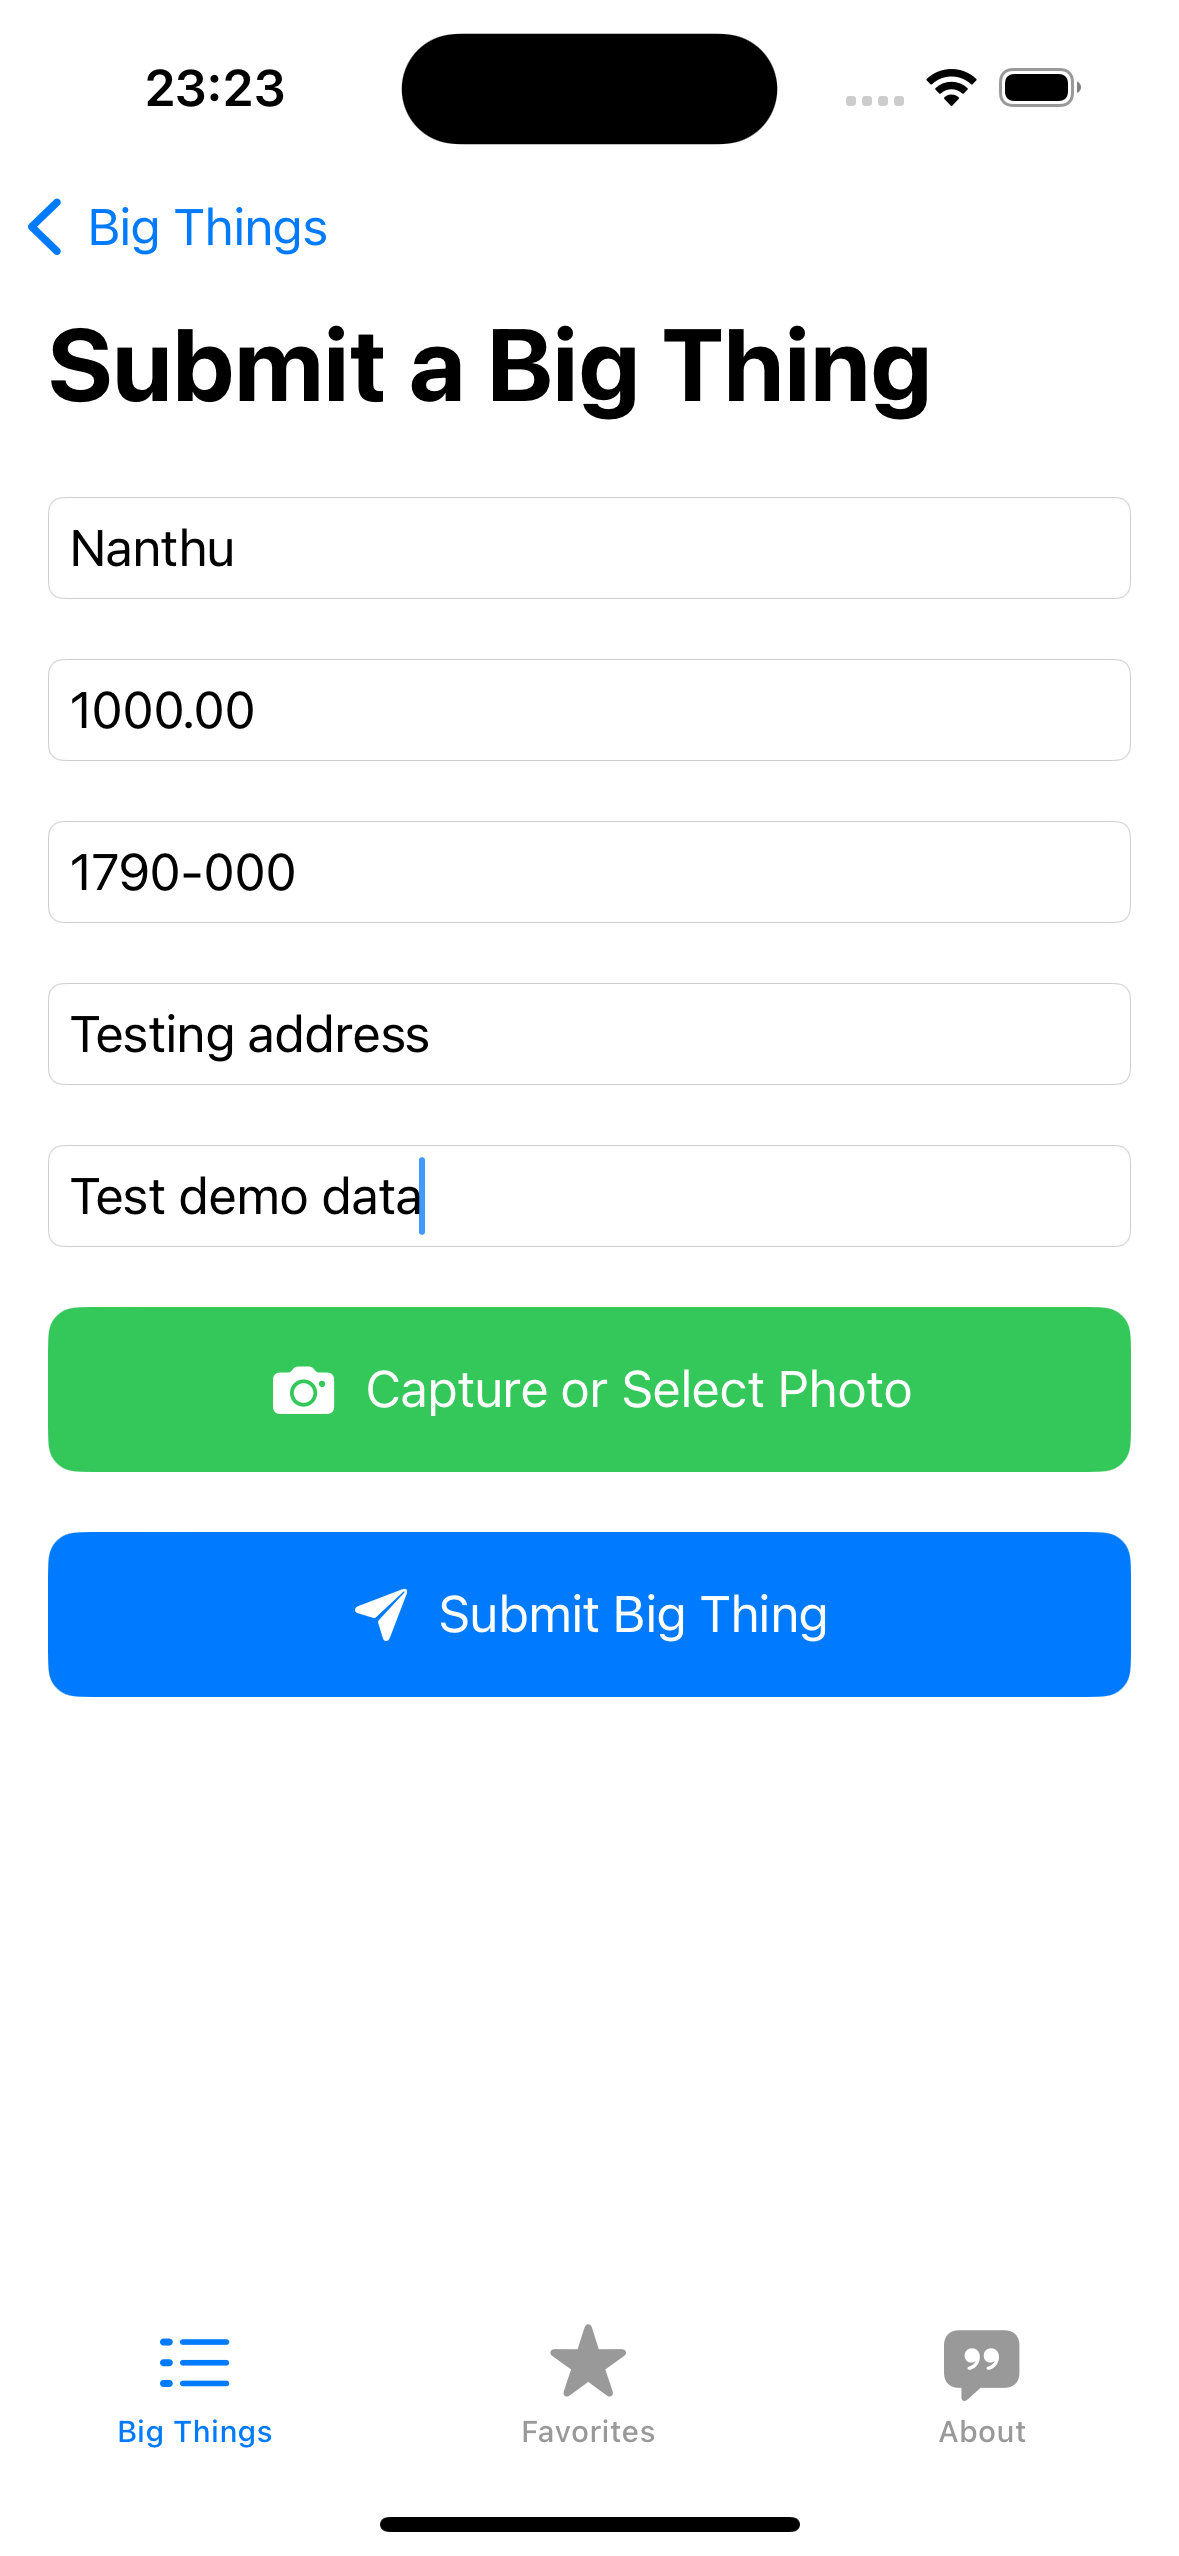 23:23
Big Things
Submit a Big Thing
Nanthu
1000.00
1790-000
Testing address
Test demo data
Capture or Select Photo
Submit Big Thing
Big Things
Favorites
About